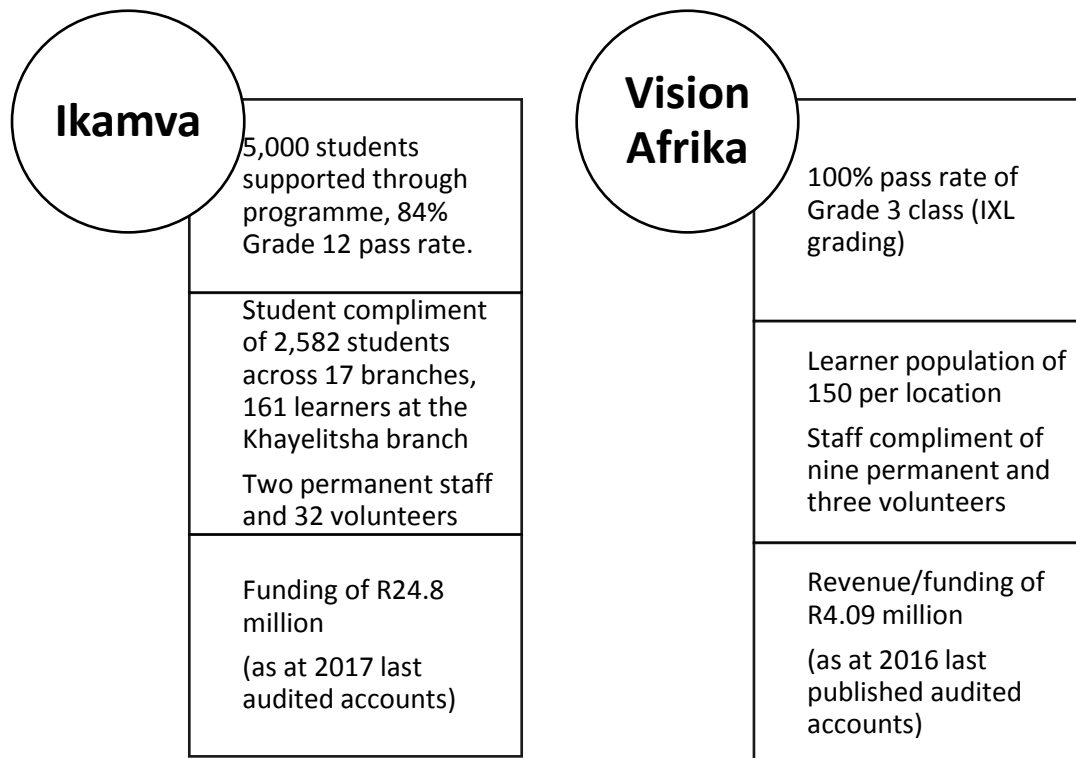 Ikamva
5,000 students
supported through
programme, 84%
Grade 12 pass rate.
Student compliment
of 2,582 students
across 17 branches,
161 learners at the
Khayelitsha branch
Two permanent staff
and 32 volunteers
Funding of R24.8
million
(as at 2017 last
audited accounts)
Vision
Afrika
100% pass rate of
Grade 3 class (IXL
grading)
Learner population of
150 per location
Staff compliment of
nine permanent and
three volunteers
Revenue/funding of
R4.09 million
(as at 2016 last
published audited
accounts)